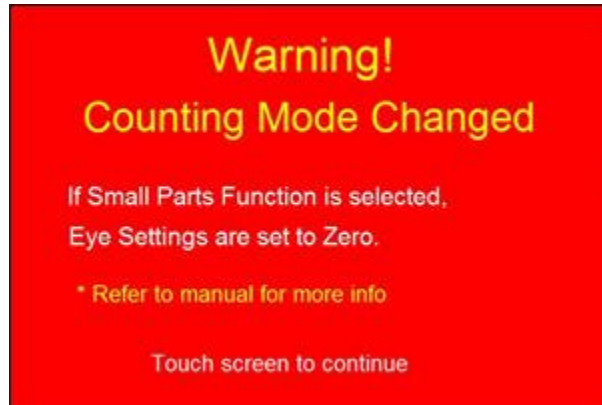 Warning!
Counting Mode Changed
If Small Parts Function is selected,
Eye Settings are set to Zero.
* Refer to manual for more info
Touch screen to continue